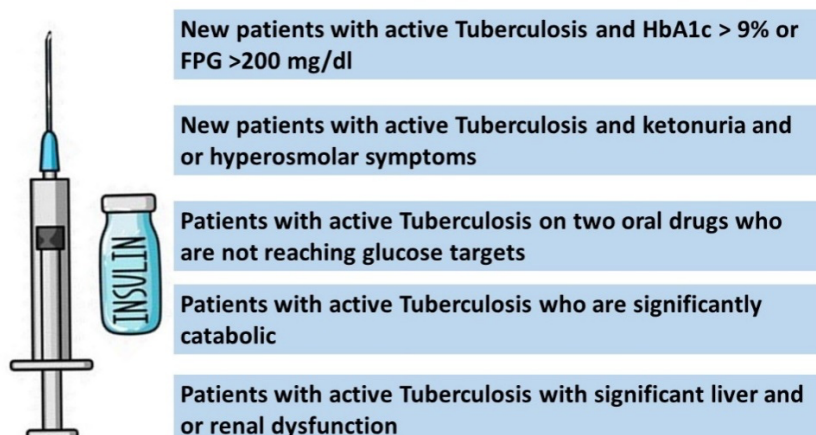 New patients with active Tuberculosis and HbA1c > 9% or
FPG >200 mg/dl
New patients with active Tuberculosis and ketonuria and
or hyperosmolar symptoms
Patients with active Tuberculosis on two oral drugs who
are not reaching glucose targets
Patients with active Tuberculosis who are significantly
catabolic
Patients with active Tuberculosis with significant liver and
or renal dysfunction
INSULIN